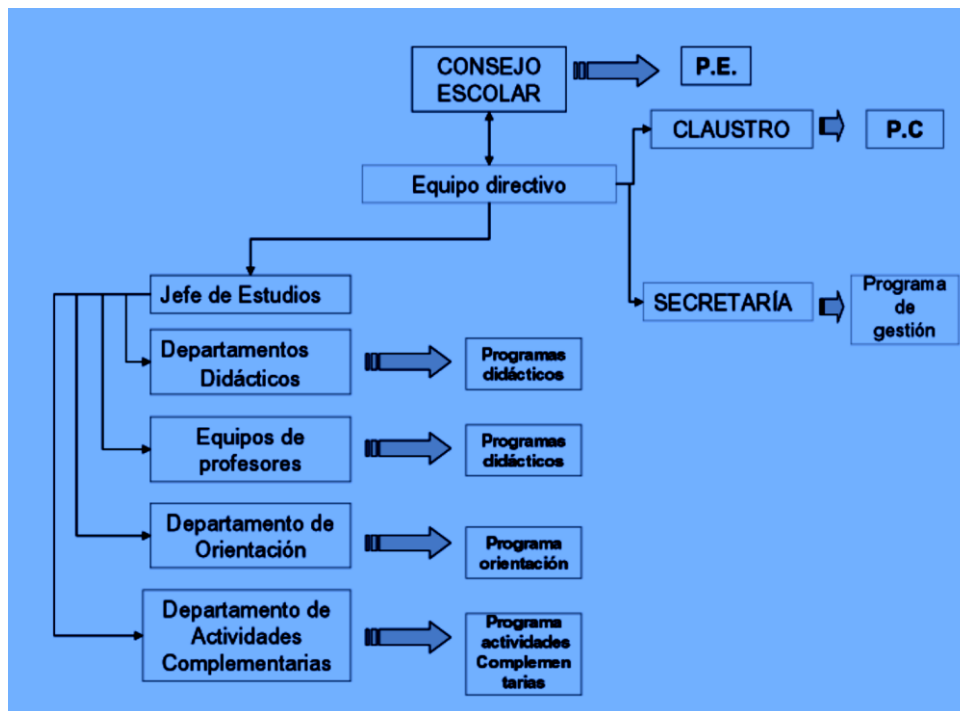 CONSEJO
ESCOLAR
P.E.
CLAUSTRO
P.C
Equipo directivo
Jefe de Estudios
SECRETARÍA
Programa
de
gestión
Departamentos
Didácticos
Programas
didácticos
Equipos de
profesores
Programas
didácticos
Departamento de
Orientación
Programa
orientación
Departamento de
Actividades
Complementarias
Programa
actividades
Complemen
tarias